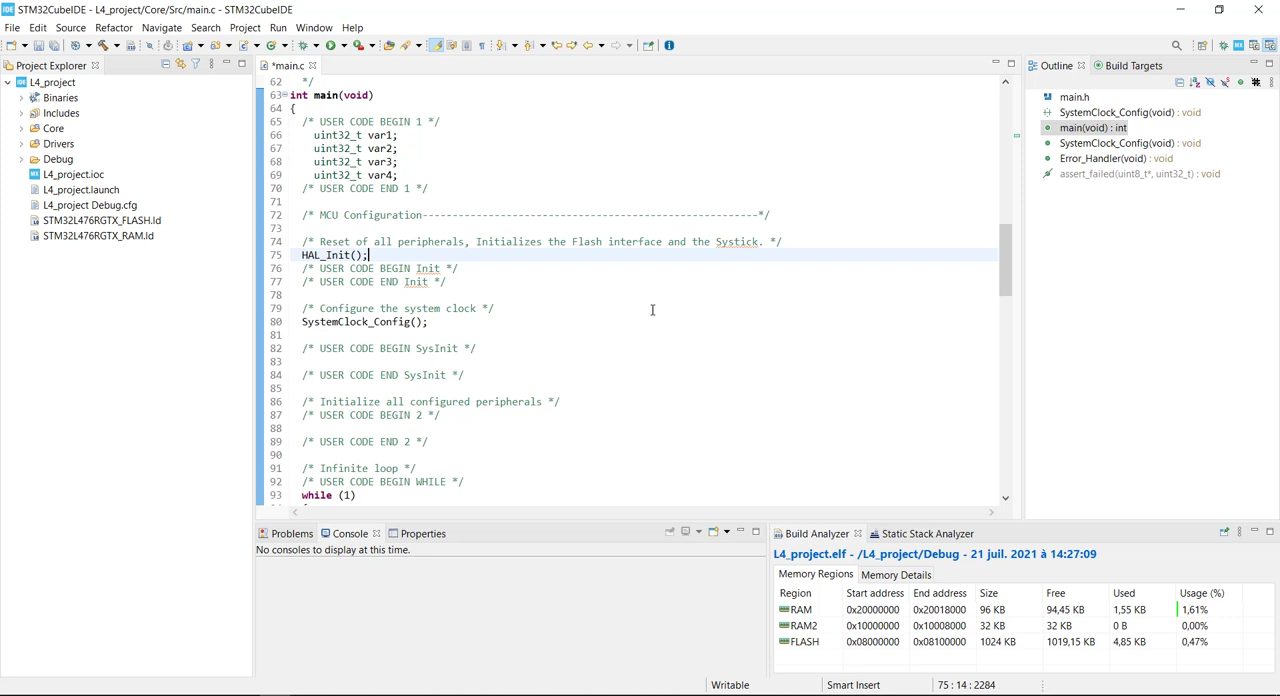 IDE STM32CubeIDE - L4_project/Core/Src/main.c - STM32CubeIDE
File Edit Source Refactor Navigate Search Project Run Window Help
Project Explorer
L4_project
Binaries
Includes
Core
Drivers
Debug
MX L4_project.ioc
L4_project.launch
L4_project Debug.cfg
STM32L476RGTX_FLASH.ld
STM32L476RGTX_RAM.ld
*main.c
62 */
63 int main(void)
64 {
65 /* USER CODE BEGIN 1 */
66 uint32_t var1;
67 uint32_t var2;
68 uint32_t var3;
69 uint32_t var4;
70 /* USER CODE END 1 */
71
72 /* MCU Configuration--------------------------------------------------------*/
73
74 /* Reset of all peripherals, Initializes the Flash interface and the Systick. */
75 HAL_Init();
76 /* USER CODE BEGIN Init */
77 /* USER CODE END Init */
78
79 /* Configure the system clock */
80 SystemClock_Config();
81
82 /* USER CODE BEGIN SysInit */
83
84 /* USER CODE END SysInit */
85
86 /* Initialize all configured peripherals */
87 /* USER CODE BEGIN 2 */
88
89 /* USER CODE END 2 */
90
91 /* Infinite loop */
92 /* USER CODE BEGIN WHILE */
93 while (1)
Outline Build Targets
main.h
SystemClock_Config(void) : void
main(void) : int
SystemClock_Config(void) : void
Error_Handler(void) : void
assert_failed(uint8_t*, uint32_t) : void
Problems Console Properties
No consoles to display at this time.
Build Analyzer Static Stack Analyzer
L4_project.elf - /L4_project/Debug - 21 juil. 2021 à 14:27:09
Memory Regions Memory Details
Region Start address End address Size Free Used Usage (%)
RAM 0x20000000 0x20018000 96 KB 94,45 KB 1,55 KB 1,61%
RAM2 0x10000000 0x10008000 32 KB 32 KB 0 B 0,00%
FLASH 0x08000000 0x08100000 1024 KB 1019,15 KB 4,85 KB 0,47%
Writable Smart Insert 75 : 14 : 2284